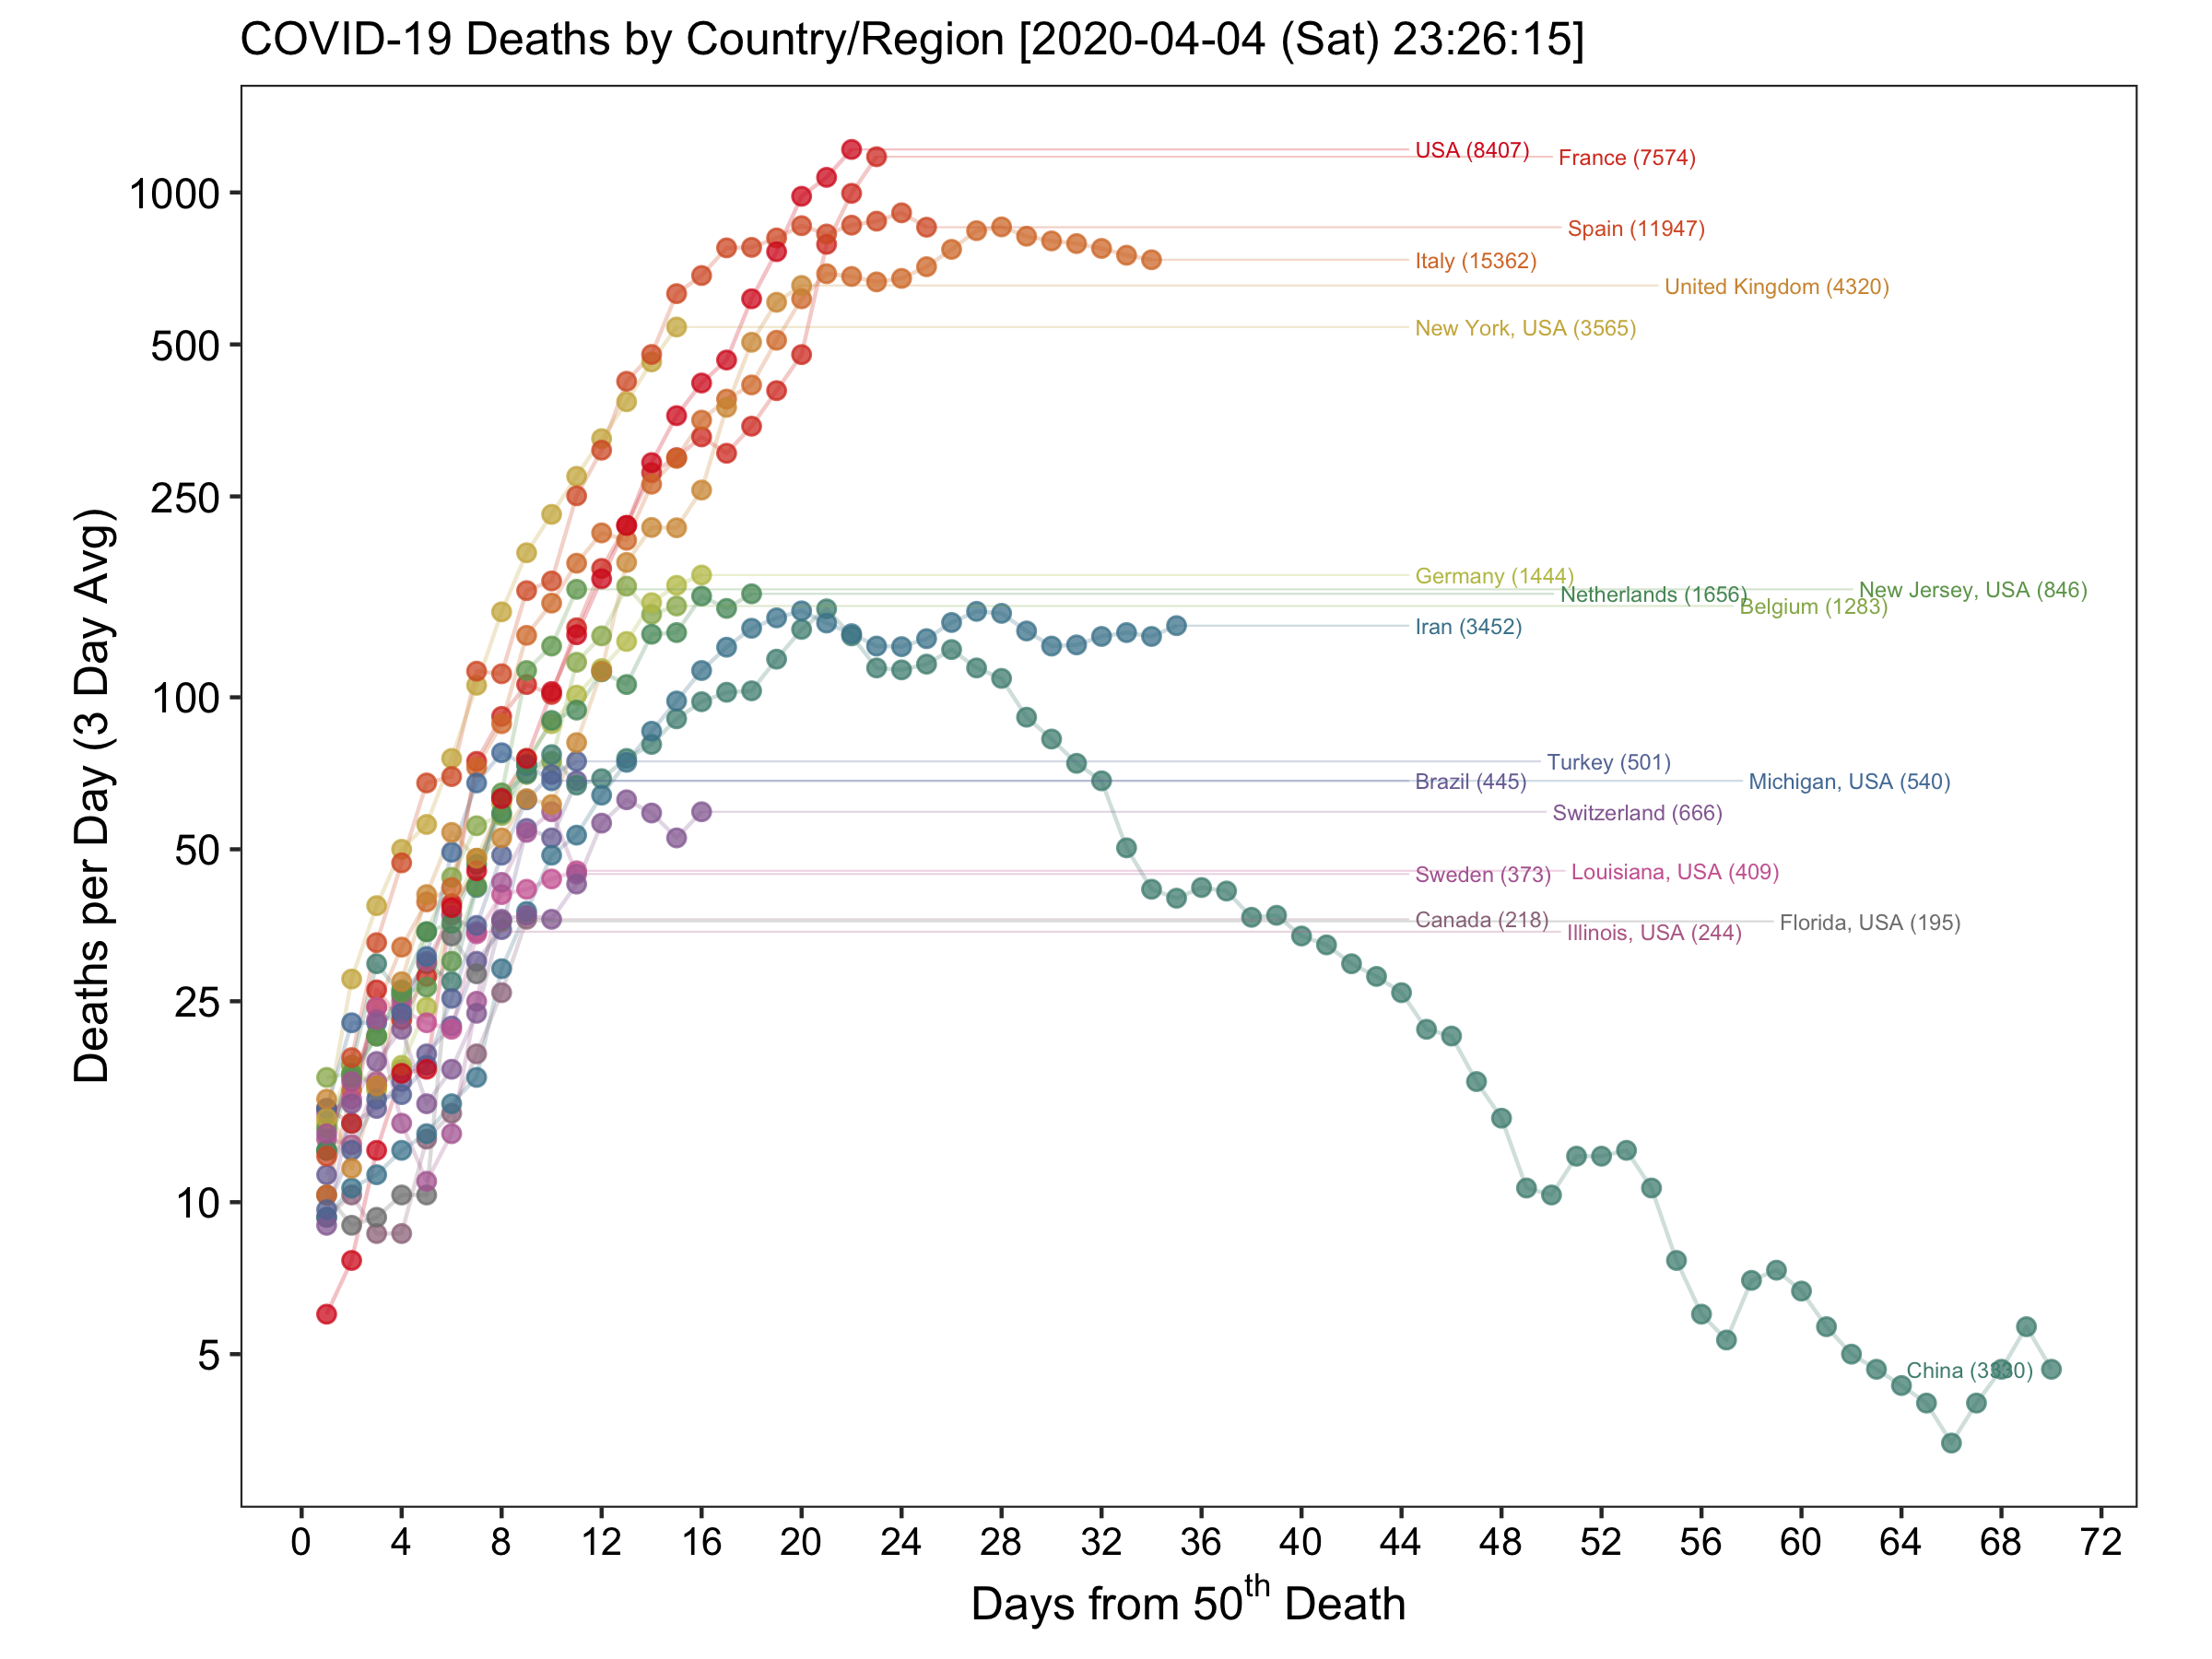 COVID-19 Deaths by Country/Region [2020-04-04 (Sat) 23:26:15]
Deaths per Day (3 Day Avg)
1000
500
250
100
50
25
10
5
USA (8407)
France (7574)
Spain (11947)
Italy (15362)
United Kingdom (4320)
New York, USA (3565)
Germany (1444)
New Jersey, USA (846)
Netherlands (1656)
Belgium (1283)
Iran (3452)
Turkey (501)
Brazil (445)
Michigan, USA (540)
Switzerland (666)
Louisiana, USA (409)
Sweden (373)
Canada (218)
Florida, USA (195)
Illinois, USA (244)
China (3330)
0 4 8 12 16 20 24 28 32 36 40 44 48 52 56 60 64 68 72
Days from 50th Death